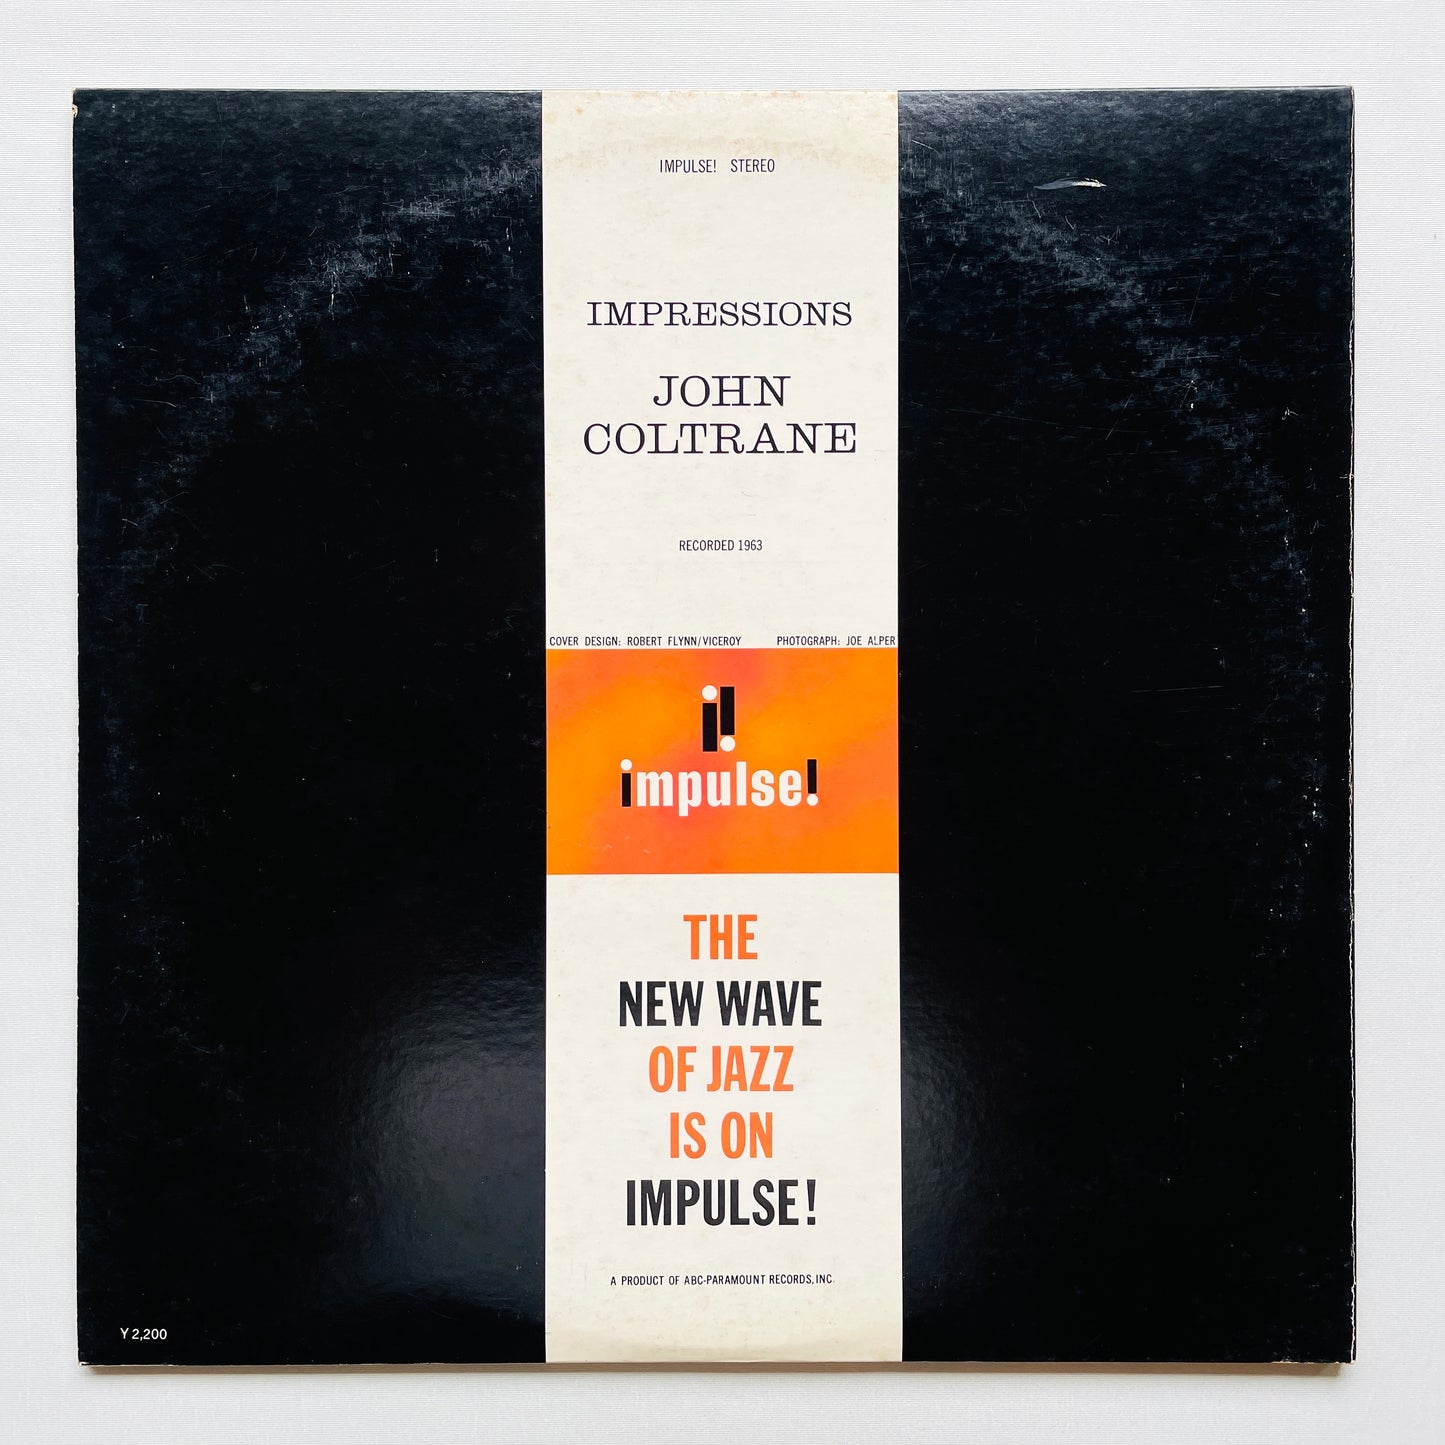 IMPULSE! STEREO
IMPRESSIONS
JOHN
COLTRANE
RECORDED 1963
COVER DESIGN: ROBERT FLYNN/VICEROY PHOTOGRAPH: JOE ALPER
i!
impulse!
THE
NEW WAVE
OF JAZZ
IS ON
IMPULSE!
A PRODUCT OF ABC-PARAMOUNT RECORDS, INC.
Y 2,200